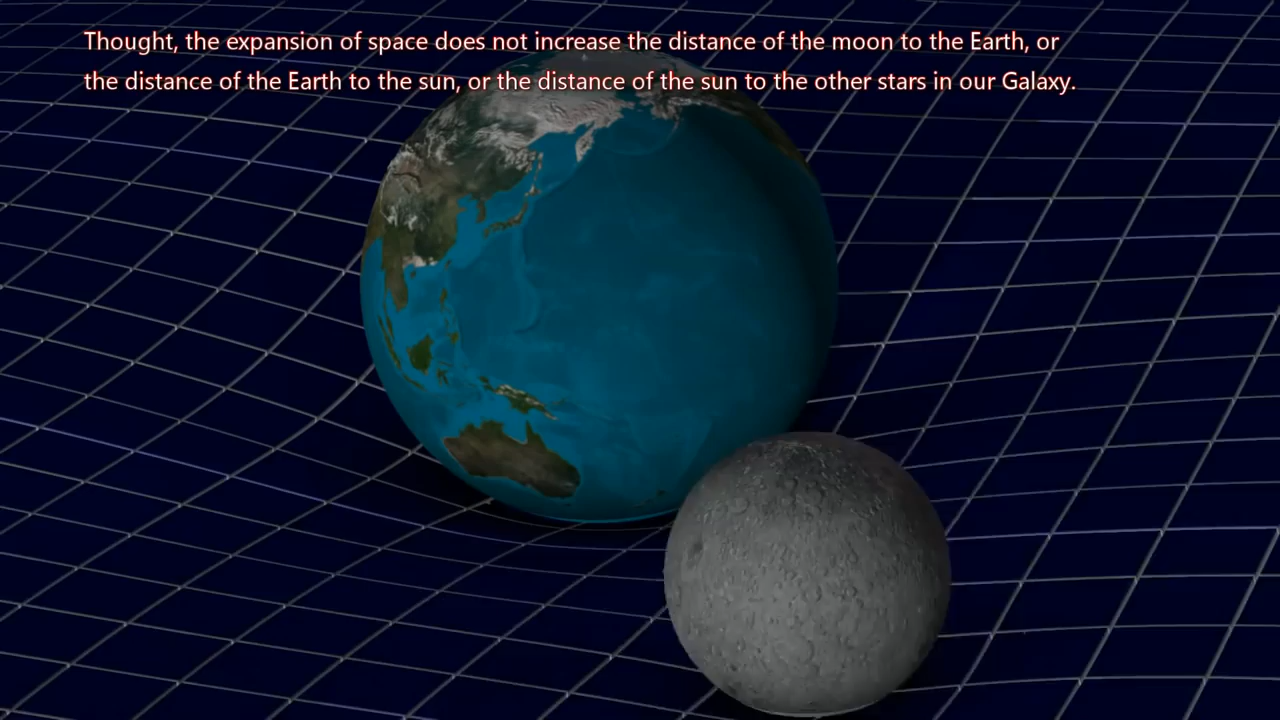 Thought, the expansion of space does not increase the distance of the moon to the Earth, or
the distance of the Earth to the sun, or the distance of the sun to the other stars in our Galaxy.